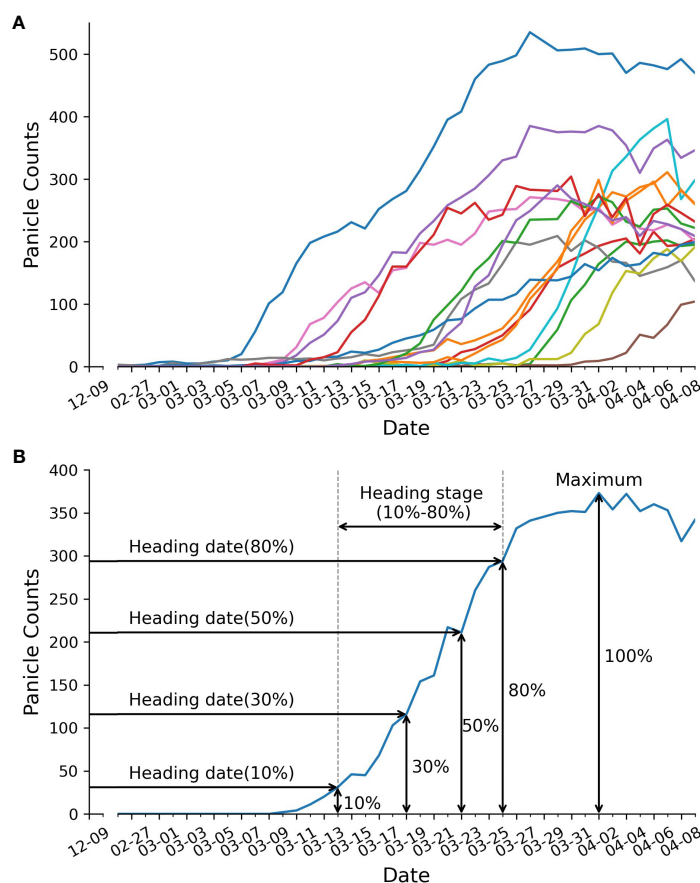 A
500
400
300
200
100
0
Panicle Counts
12-09 02-27 03-01 03-03 03-05 03-07 03-09 03-11 03-13 03-15 03-17 03-19 03-21 03-23 03-25 03-27 03-29 03-31 04-02 04-04 04-06 04-08
Date
B
400
350
300
250
200
150
100
50
0
Panicle Counts
Maximum
Heading stage
(10%-80%)
Heading date(80%)
Heading date(50%)
100%
80%
Heading date(30%)
50%
30%
Heading date(10%)
10%
12-09 02-27 03-01 03-03 03-05 03-07 03-09 03-11 03-13 03-15 03-17 03-19 03-21 03-23 03-25 03-27 03-29 03-31 04-02 04-04 04-06 04-08
Date